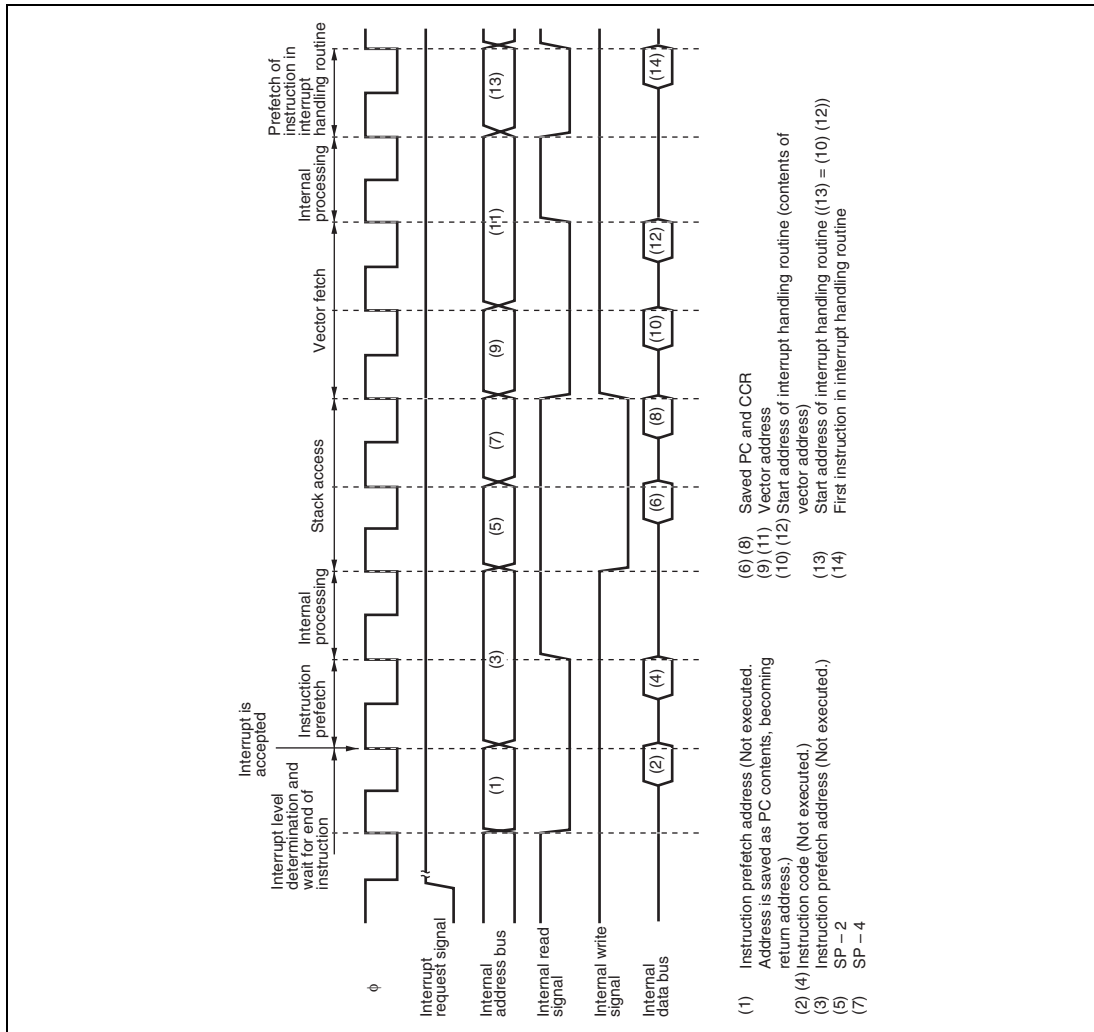 Interrupt is
accepted
Interrupt level
determination and
wait for end of
instruction
Instruction
prefetch
Internal
processing
Stack access
Vector fetch
Internal
processing
Prefetch of
instruction in
interrupt
handling routine
φ
Interrupt
request signal
Internal
address bus
(1)
(3)
(5)
(7)
(9)
(11)
(13)
Internal read
signal
Internal write
signal
Internal
data bus
(2)
(4)
(6)
(8)
(10)
(12)
(14)
(1) Instruction prefetch address (Not executed.
Address is saved as PC contents, becoming
return address.)
(2) (4) Instruction code (Not executed.)
(3) Instruction prefetch address (Not executed.)
(5) SP – 2
(7) SP – 4
(6) (8) Saved PC and CCR
(9) (11) Vector address
(10) (12) Start address of interrupt handling routine (contents of
vector address)
(13) Start address of interrupt handling routine ((13) = (10) (12))
(14) First instruction in interrupt handling routine